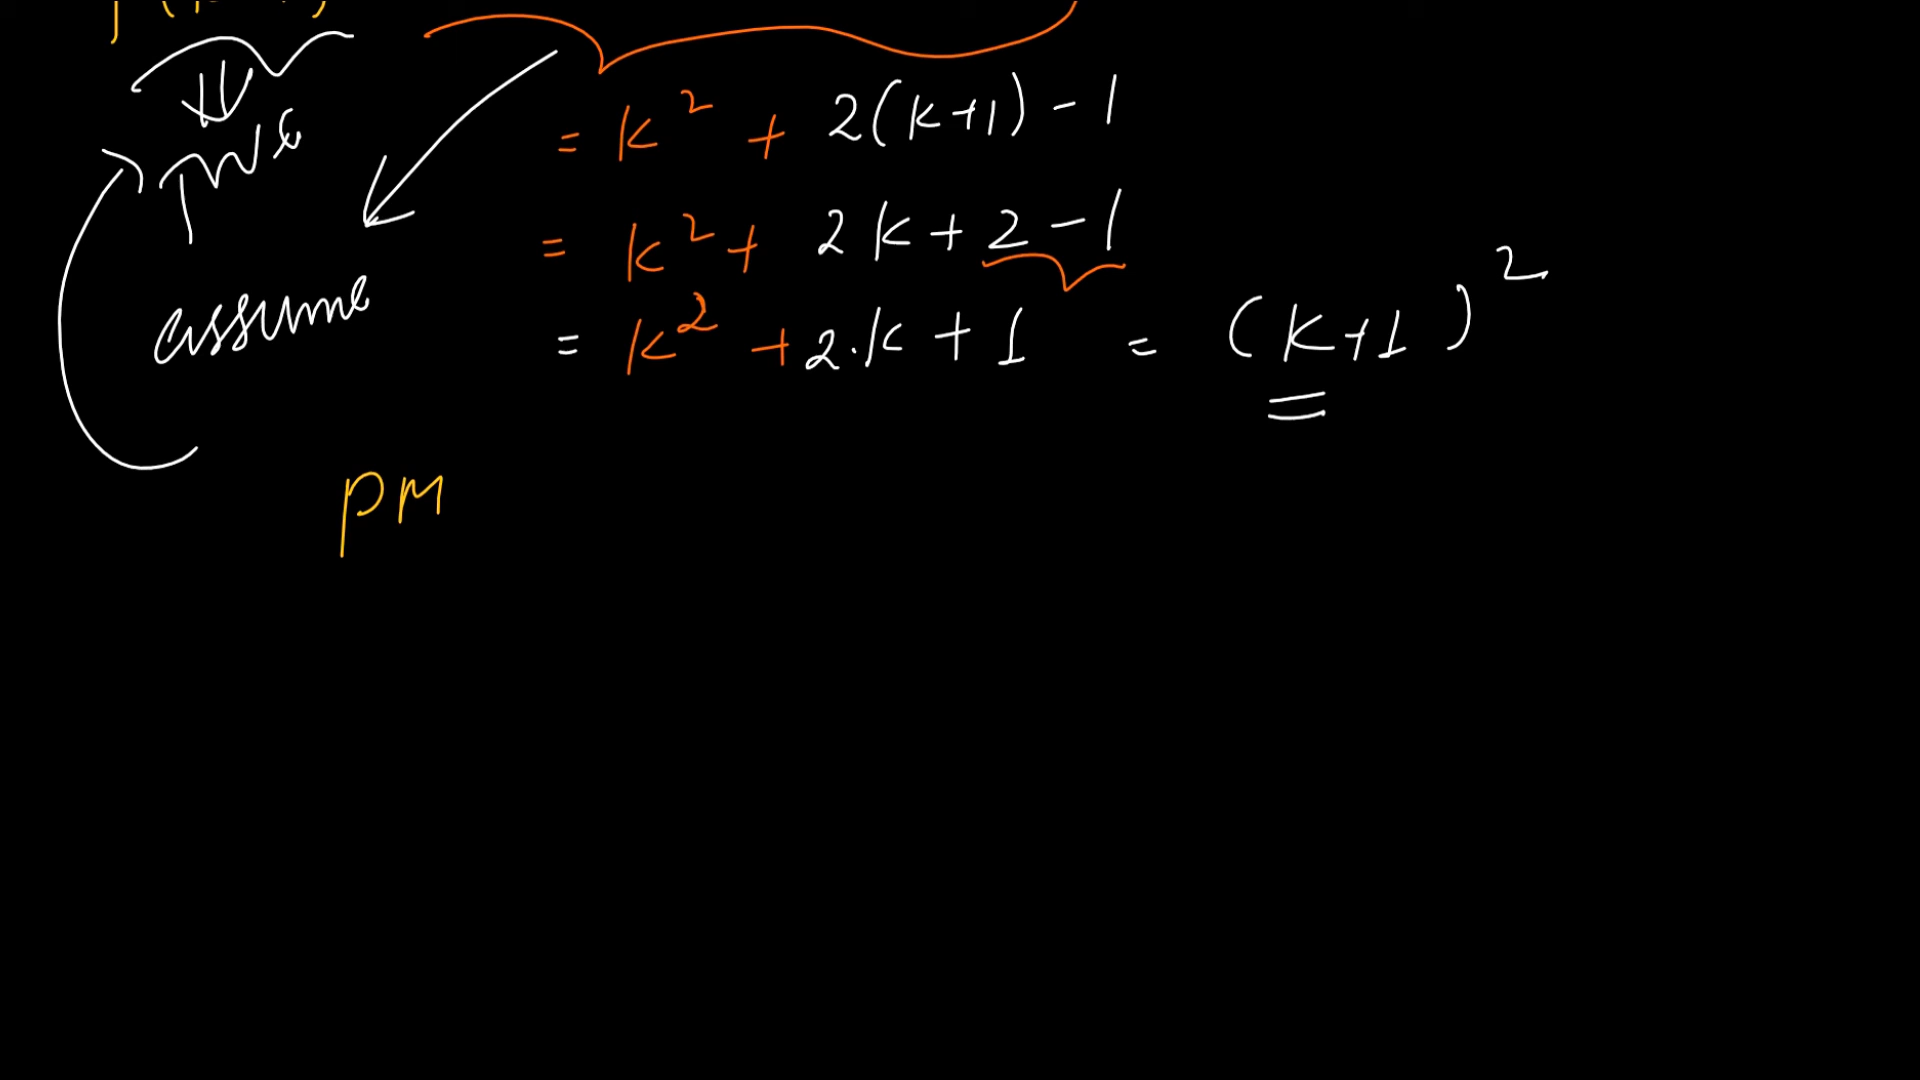 = k² + 2(k+1) - 1
true
= k² + 2k + 2 - 1
assume
= k² + 2.k + 1 = (k+1)²
PM